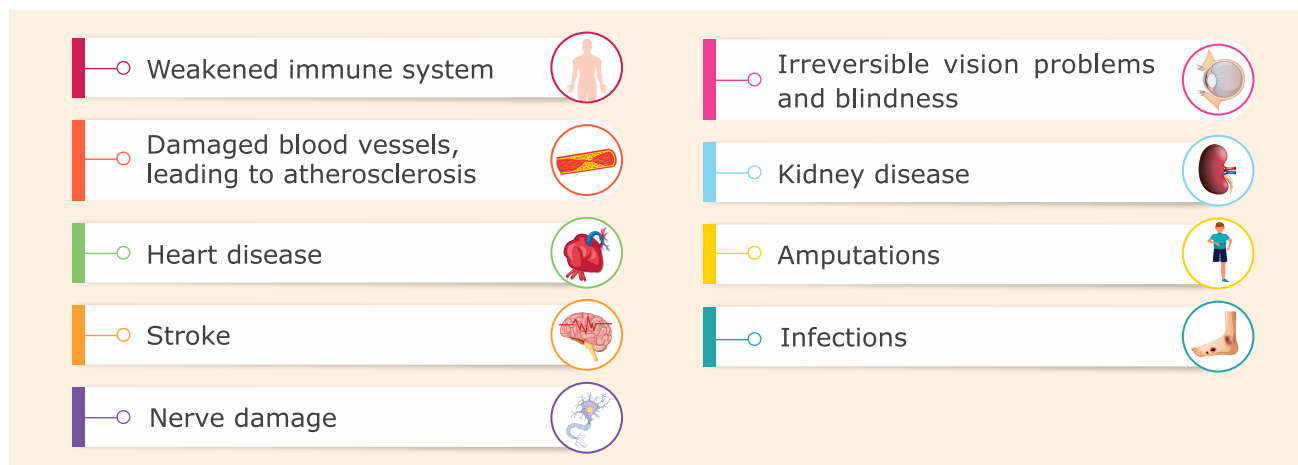 Weakened immune system
Damaged blood vessels,
leading to atherosclerosis
Heart disease
Stroke
Nerve damage
Irreversible vision problems
and blindness
Kidney disease
Amputations
Infections